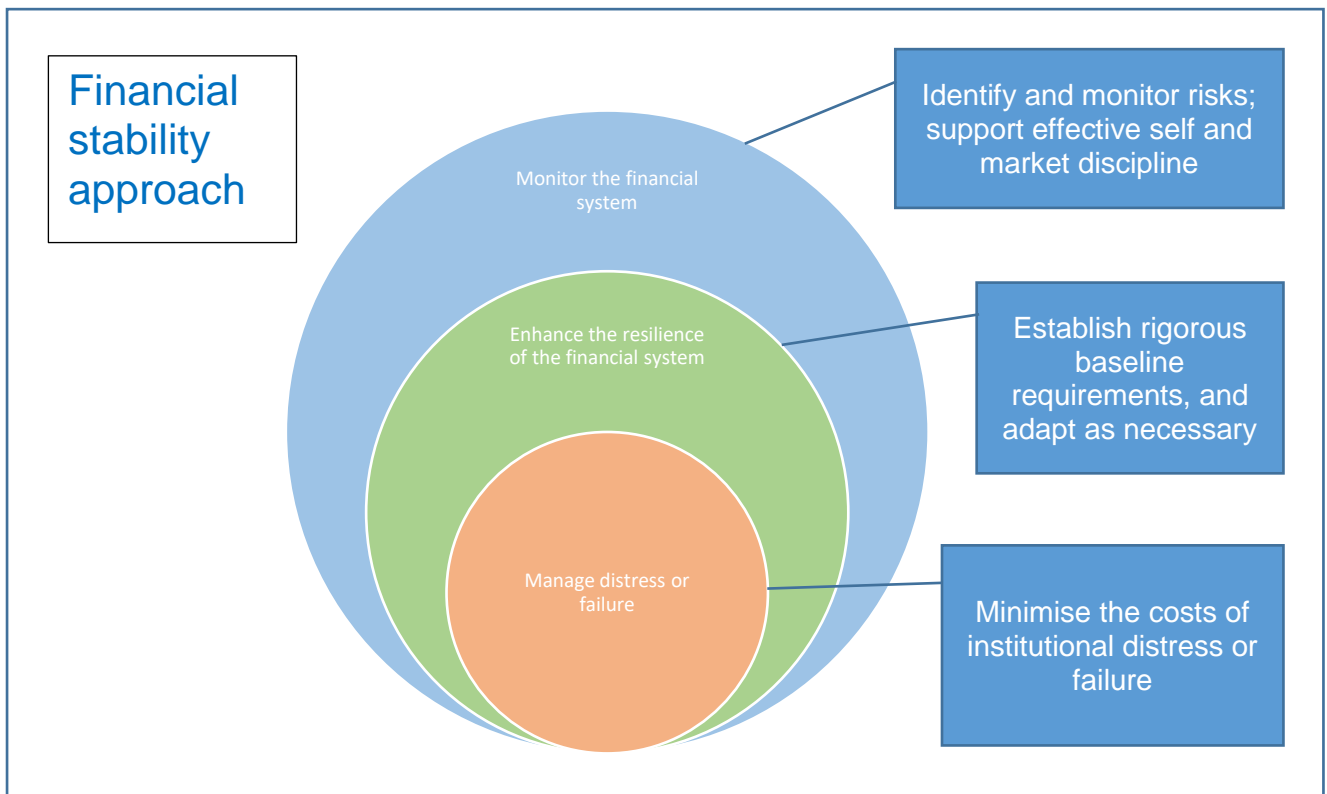 Financial
stability
approach
Monitor the financial
system
Identify and monitor risks;
support effective self and
market discipline
Enhance the resilience
of the financial system
Establish rigorous
baseline
requirements, and
adapt as necessary
Manage distress or
failure
Minimise the costs of
institutional distress or
failure